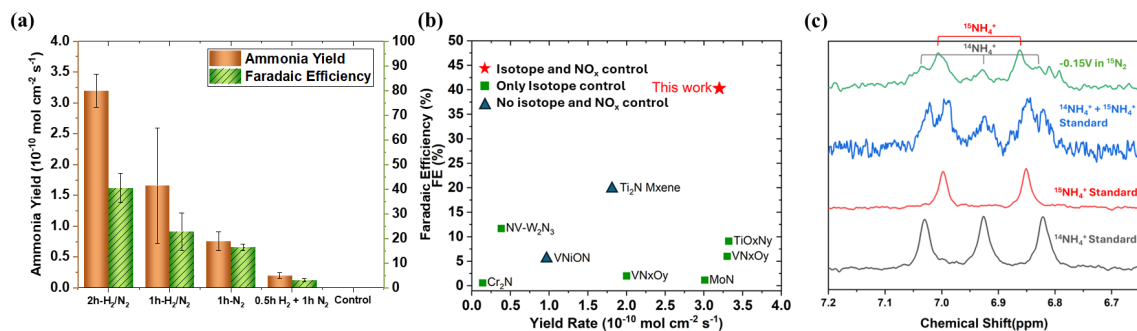 (a)
Ammonia Yield
Faradaic Efficiency
Ammonia Yield (10⁻¹⁰ mol cm⁻² s⁻¹)
4.0
3.5
3.0
2.5
2.0
1.5
1.0
0.5
0.0
100
90
80
70
60
50
40
30
20
10
0
Faradaic Efficiency (%)
2h-H₂/N₂
1h-H₂/N₂
1h-N₂
0.5h H₂ + 1h N₂
Control
(b)
FE (%)
50
45
40
35
30
25
20
15
10
5
0
Isotope and NOₓ control
Only Isotope control
No isotope and NOₓ control
This work
Ti₂N Mxene
NV-W₂N₃
TiOxNy
VNiON
VNxOy
VNxOy
MoN
Cr₂N
0.0 0.5 1.0 1.5 2.0 2.5 3.0 3.5 4.0
Yield Rate (10⁻¹⁰ mol cm⁻² s⁻¹)
(c)
¹⁵NH₄⁺
¹⁴NH₄⁺
-0.15V in ¹⁵N₂
¹⁴NH₄⁺ + ¹⁵NH₄⁺
Standard
¹⁵NH₄⁺ Standard
¹⁴NH₄⁺ Standard
7.2 7.1 7.0 6.9 6.8 6.7
Chemical Shift(ppm)